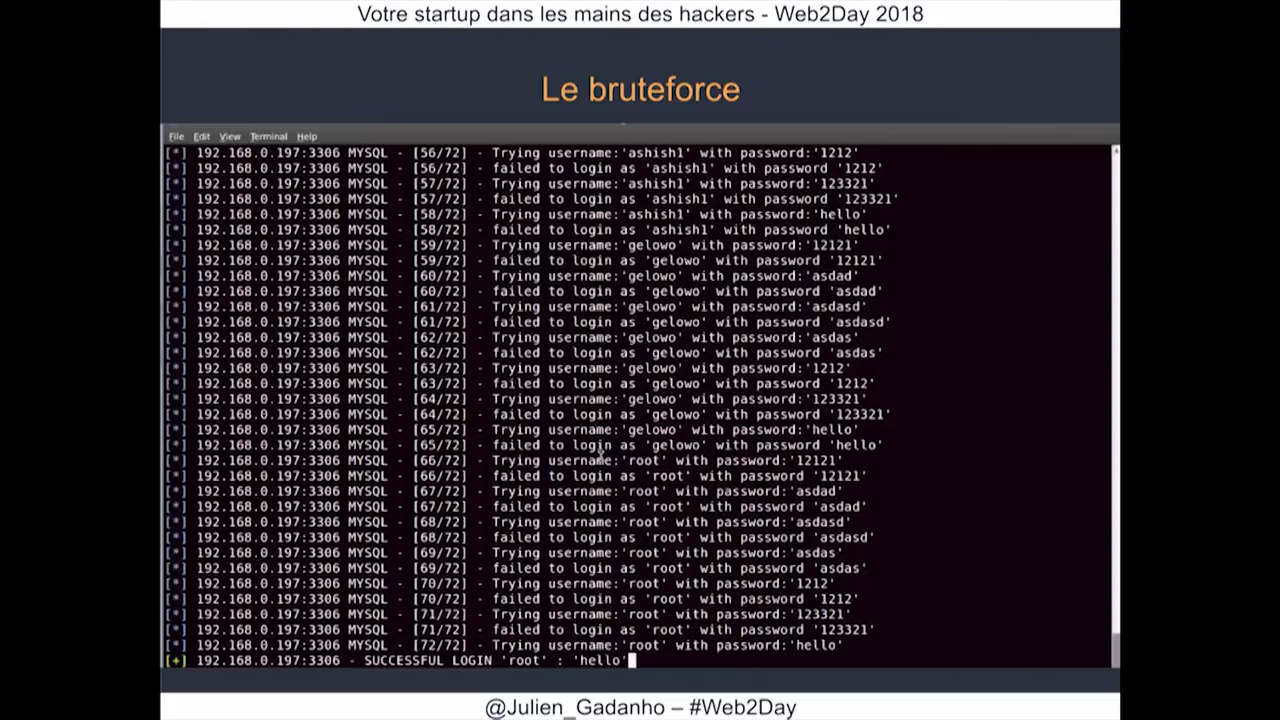 Votre startup dans les mains des hackers - Web2Day 2018
Le bruteforce
File Edit View Terminal Help
[*] 192.168.0.197:3306 MYSQL - [56/72] - Trying username:'ashish1' with password:'1212'
[*] 192.168.0.197:3306 MYSQL - [56/72] - failed to login as 'ashish1' with password '1212'
[*] 192.168.0.197:3306 MYSQL - [57/72] - Trying username:'ashish1' with password:'123321'
[*] 192.168.0.197:3306 MYSQL - [57/72] - failed to login as 'ashish1' with password '123321'
[*] 192.168.0.197:3306 MYSQL - [58/72] - Trying username:'ashish1' with password:'hello'
[*] 192.168.0.197:3306 MYSQL - [58/72] - failed to login as 'ashish1' with password 'hello'
[*] 192.168.0.197:3306 MYSQL - [59/72] - Trying username:'gelowo' with password:'12121'
[*] 192.168.0.197:3306 MYSQL - [59/72] - failed to login as 'gelowo' with password '12121'
[*] 192.168.0.197:3306 MYSQL - [60/72] - Trying username:'gelowo' with password:'asdad'
[*] 192.168.0.197:3306 MYSQL - [60/72] - failed to login as 'gelowo' with password 'asdad'
[*] 192.168.0.197:3306 MYSQL - [61/72] - Trying username:'gelowo' with password:'asdasd'
[*] 192.168.0.197:3306 MYSQL - [61/72] - failed to login as 'gelowo' with password 'asdasd'
[*] 192.168.0.197:3306 MYSQL - [62/72] - Trying username:'gelowo' with password:'asdas'
[*] 192.168.0.197:3306 MYSQL - [62/72] - failed to login as 'gelowo' with password 'asdas'
[*] 192.168.0.197:3306 MYSQL - [63/72] - Trying username:'gelowo' with password:'1212'
[*] 192.168.0.197:3306 MYSQL - [63/72] - failed to login as 'gelowo' with password '1212'
[*] 192.168.0.197:3306 MYSQL - [64/72] - Trying username:'gelowo' with password:'123321'
[*] 192.168.0.197:3306 MYSQL - [64/72] - failed to login as 'gelowo' with password '123321'
[*] 192.168.0.197:3306 MYSQL - [65/72] - Trying username:'gelowo' with password:'hello'
[*] 192.168.0.197:3306 MYSQL - [65/72] - failed to login as 'gelowo' with password 'hello'
[*] 192.168.0.197:3306 MYSQL - [66/72] - Trying username:'root' with password:'12121'
[*] 192.168.0.197:3306 MYSQL - [66/72] - failed to login as 'root' with password '12121'
[*] 192.168.0.197:3306 MYSQL - [67/72] - Trying username:'root' with password:'asdad'
[*] 192.168.0.197:3306 MYSQL - [67/72] - failed to login as 'root' with password 'asdad'
[*] 192.168.0.197:3306 MYSQL - [68/72] - Trying username:'root' with password:'asdasd'
[*] 192.168.0.197:3306 MYSQL - [68/72] - failed to login as 'root' with password 'asdasd'
[*] 192.168.0.197:3306 MYSQL - [69/72] - Trying username:'root' with password:'asdas'
[*] 192.168.0.197:3306 MYSQL - [69/72] - failed to login as 'root' with password 'asdas'
[*] 192.168.0.197:3306 MYSQL - [70/72] - Trying username:'root' with password:'1212'
[*] 192.168.0.197:3306 MYSQL - [70/72] - failed to login as 'root' with password '1212'
[*] 192.168.0.197:3306 MYSQL - [71/72] - Trying username:'root' with password:'123321'
[*] 192.168.0.197:3306 MYSQL - [71/72] - failed to login as 'root' with password '123321'
[*] 192.168.0.197:3306 MYSQL - [72/72] - Trying username:'root' with password:'hello'
[+] 192.168.0.197:3306 - SUCCESSFUL LOGIN 'root' : 'hello'
@Julien_Gadanho – #Web2Day